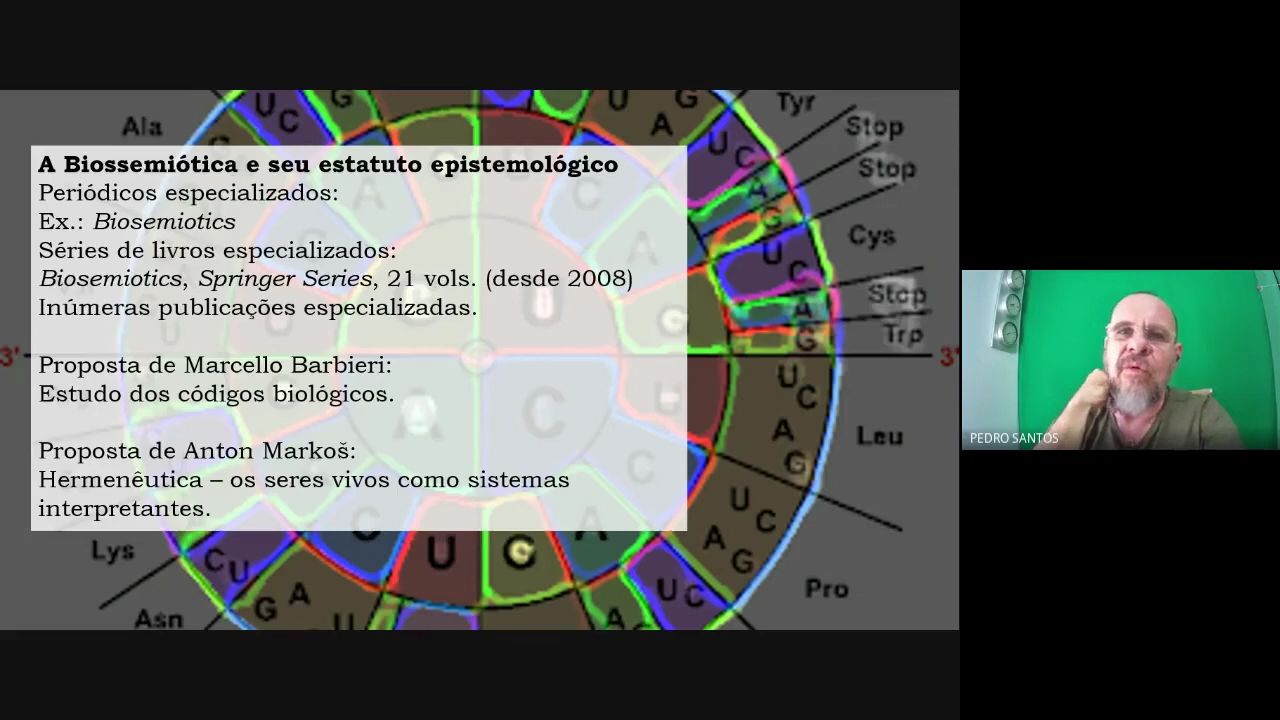 A Biossemiótica e seu estatuto epistemológico
Periódicos especializados:
Ex.: Biosemiotics
Séries de livros especializados:
Biosemiotics, Springer Series, 21 vols. (desde 2008)
Inúmeras publicações especializadas.
Proposta de Marcello Barbieri:
Estudo dos códigos biológicos.
Proposta de Anton Markoš:
Hermenêutica – os seres vivos como sistemas
interpretantes.
Ala
Tyr
Stop
Stop
Cys
Stop
Trp
3'
3'
Leu
Pro
Lys
Asn
U C G
U A G
U C A G
U C A G
U C A G
U C A G
U C
C U
G A U
C U G A
A
PEDRO SANTOS